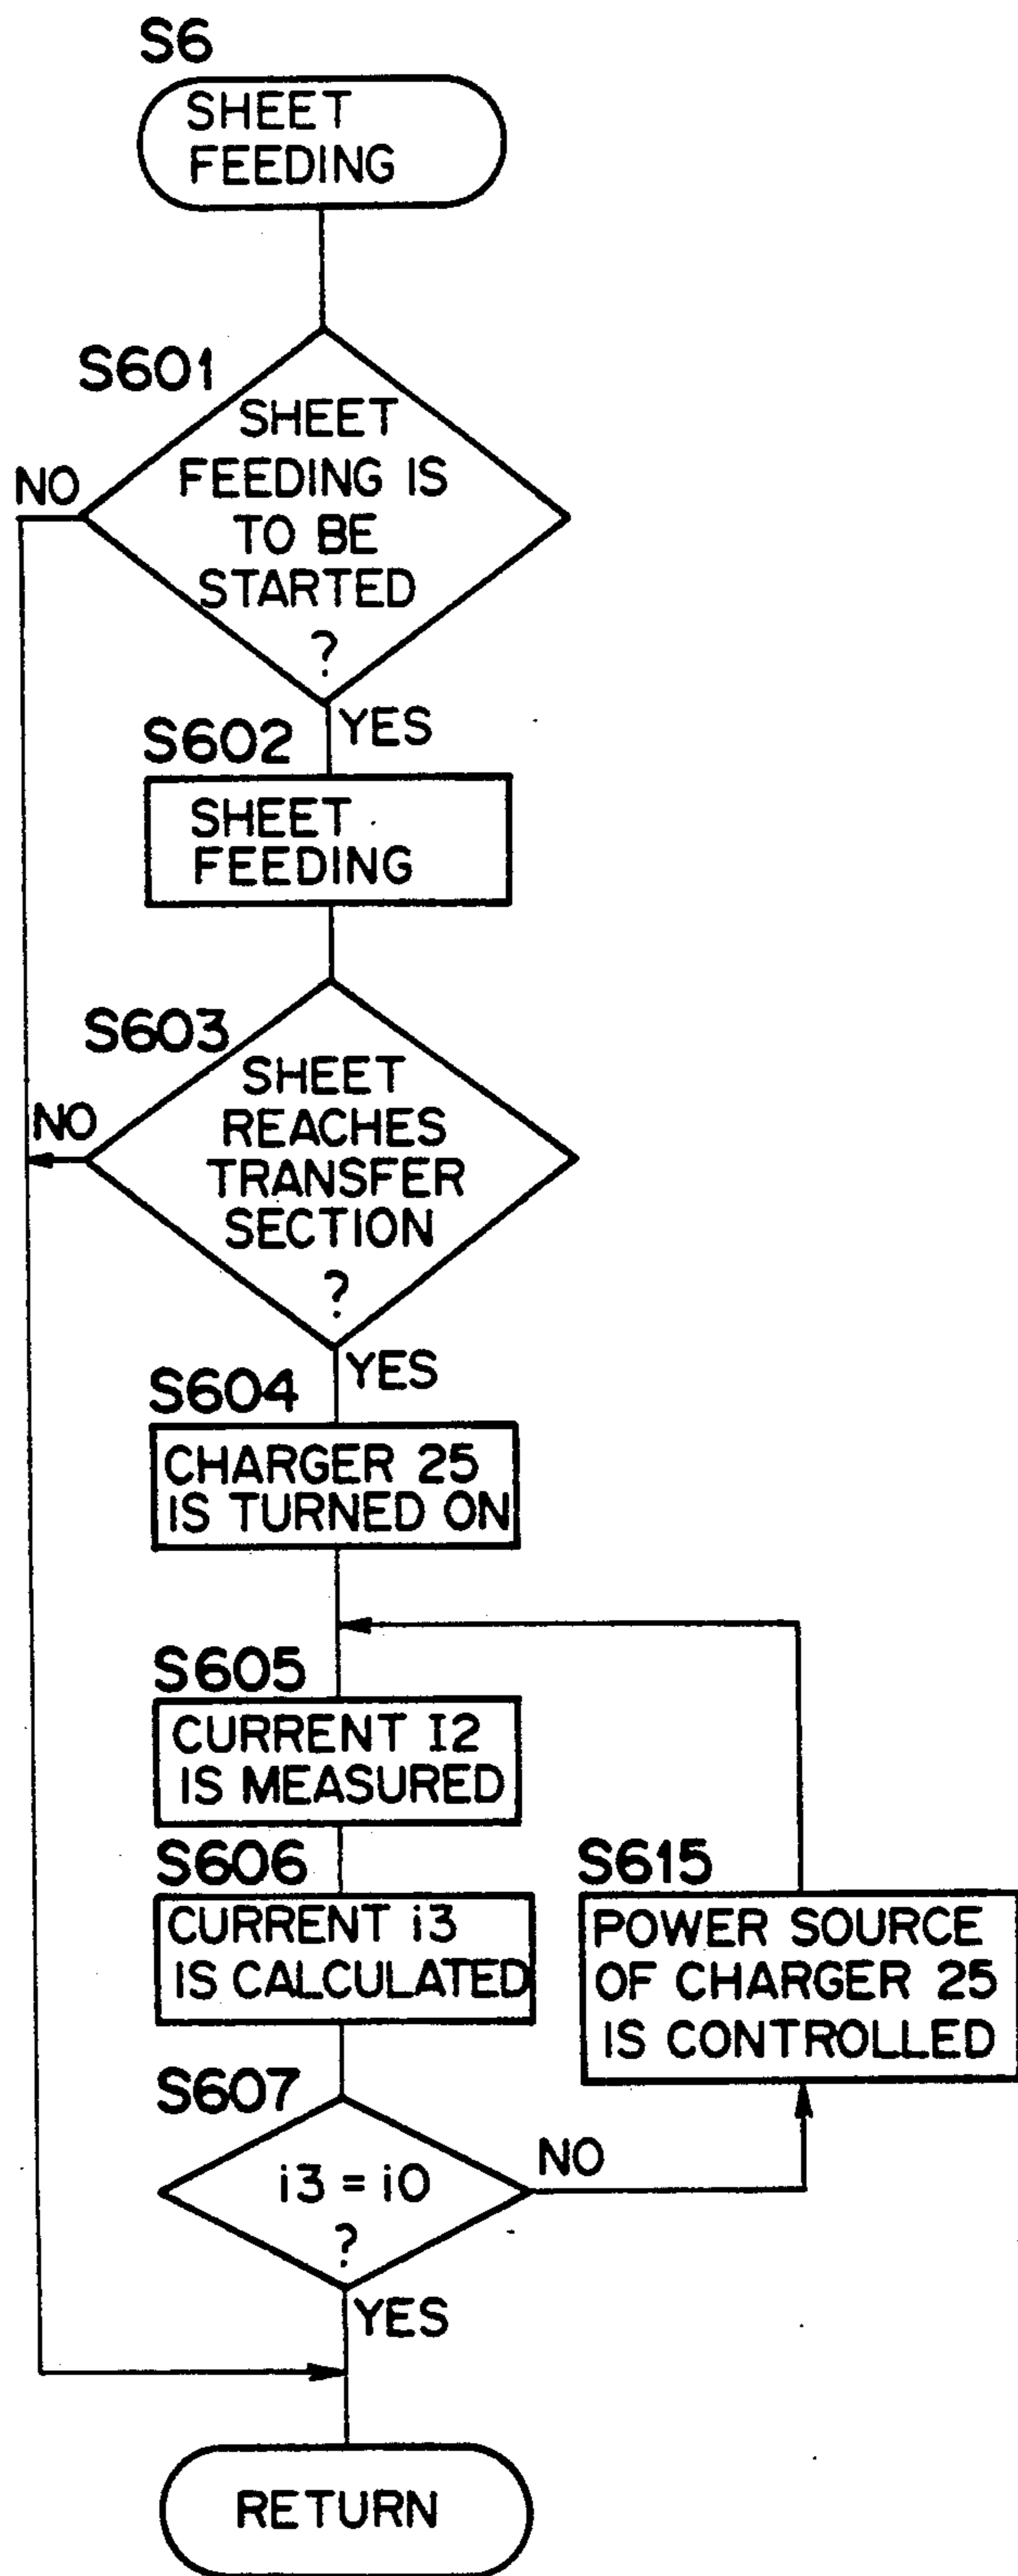 S6
SHEET
FEEDING
S601
SHEET
FEEDING IS
TO BE
STARTED
?
NO
YES
S602
SHEET
FEEDING
S603
SHEET
REACHES
TRANSFER
SECTION
?
NO
YES
S604
CHARGER 25
IS TURNED ON
S605
CURRENT I2
IS MEASURED
S606
CURRENT i3
IS CALCULATED
S615
POWER SOURCE
OF CHARGER 25
IS CONTROLLED
S607
i3 = i0
?
NO
YES
RETURN